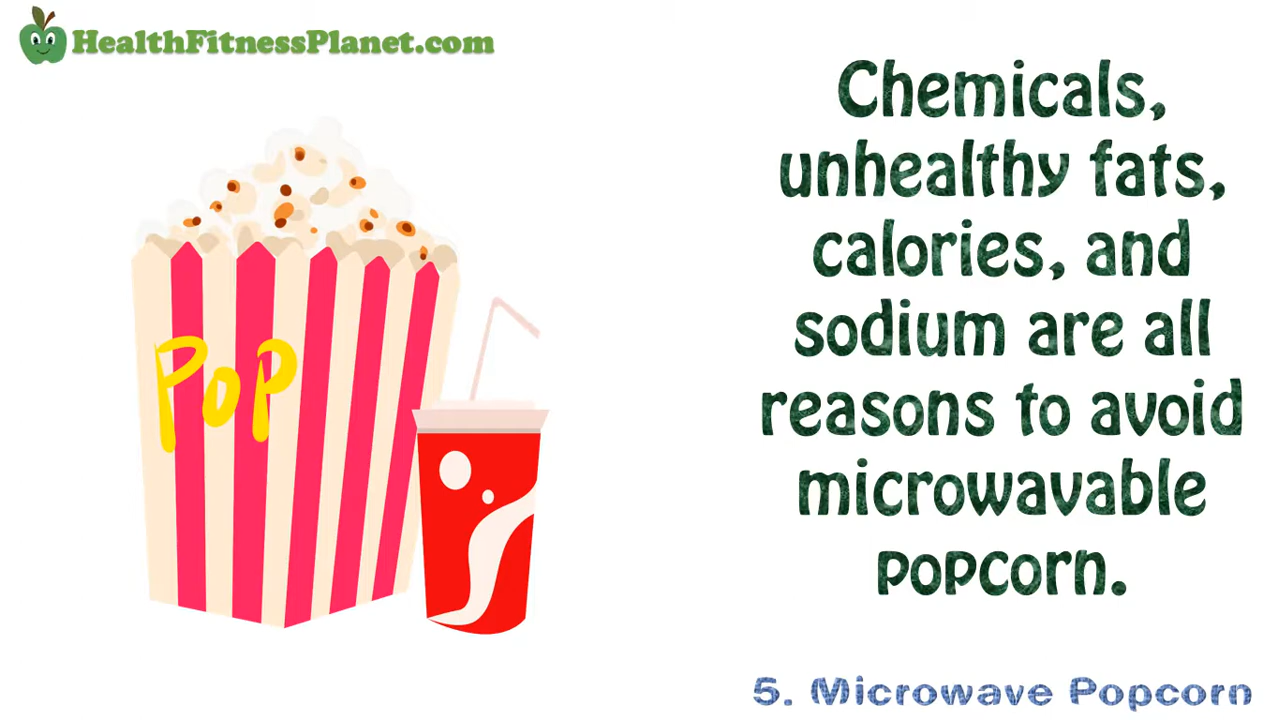 HealthFitnessPlanet.com
Chemicals,
unhealthy fats,
calories, and
sodium are all
reasons to avoid
microwavable
popcorn.
Pop
5. Microwave Popcorn